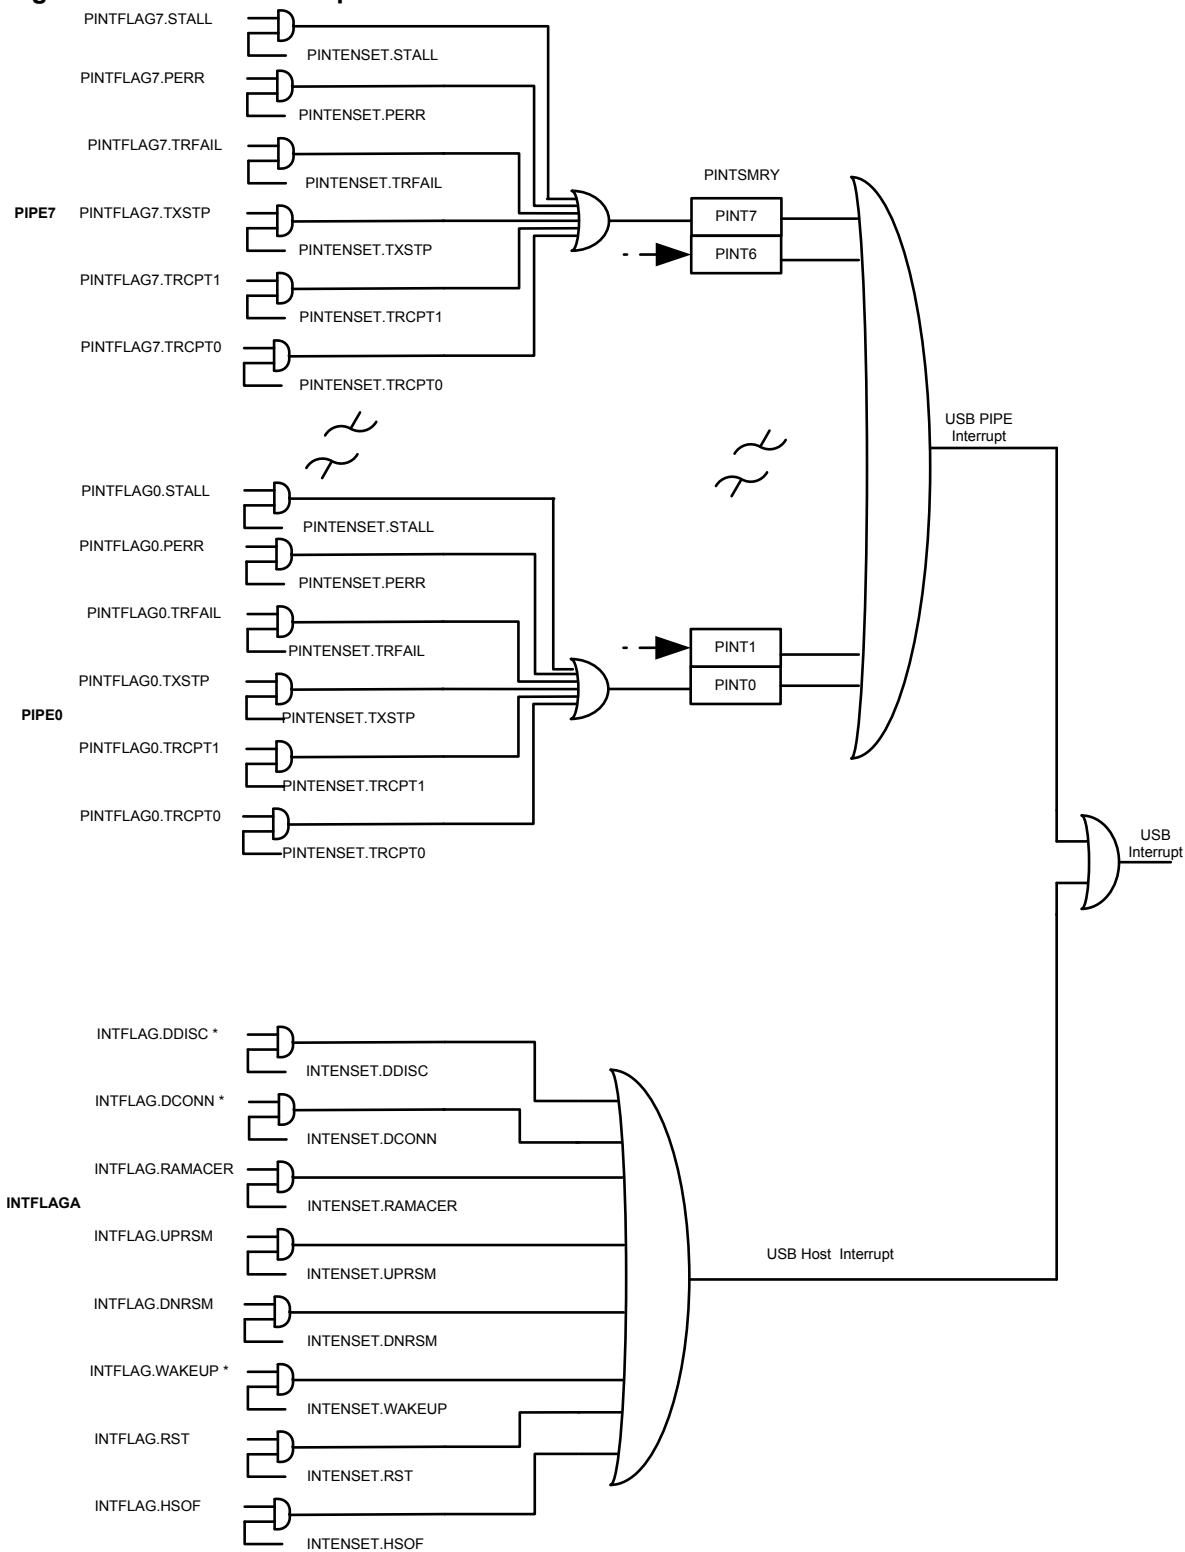 PINTFLAG7.STALL
PINTENSET.STALL
PINTFLAG7.PERR
PINTENSET.PERR
PINTFLAG7.TRFAIL
PINTENSET.TRFAIL
PINTSMRY
PIPE7 PINTFLAG7.TXSTP
PINT7
PINTENSET.TXSTP
PINT6
PINTFLAG7.TRCPT1
PINTENSET.TRCPT1
PINTFLAG7.TRCPT0
PINTENSET.TRCPT0
USB PIPE
Interrupt
PINTFLAG0.STALL
PINTENSET.STALL
PINTFLAG0.PERR
PINTENSET.PERR
PINTFLAG0.TRFAIL
PINTENSET.TRFAIL
PINT1
PINTFLAG0.TXSTP
PINT0
PIPE0
PINTENSET.TXSTP
PINTFLAG0.TRCPT1
PINTENSET.TRCPT1
PINTFLAG0.TRCPT0
PINTENSET.TRCPT0
USB
Interrupt
INTFLAG.DDISC *
INTENSET.DDISC
INTFLAG.DCONN *
INTENSET.DCONN
INTFLAG.RAMACER
INTFLAGA
INTENSET.RAMACER
INTFLAG.UPRSM
USB Host Interrupt
INTENSET.UPRSM
INTFLAG.DNRSM
INTENSET.DNRSM
INTFLAG.WAKEUP *
INTENSET.WAKEUP
INTFLAG.RST
INTENSET.RST
INTFLAG.HSOF
INTENSET.HSOF